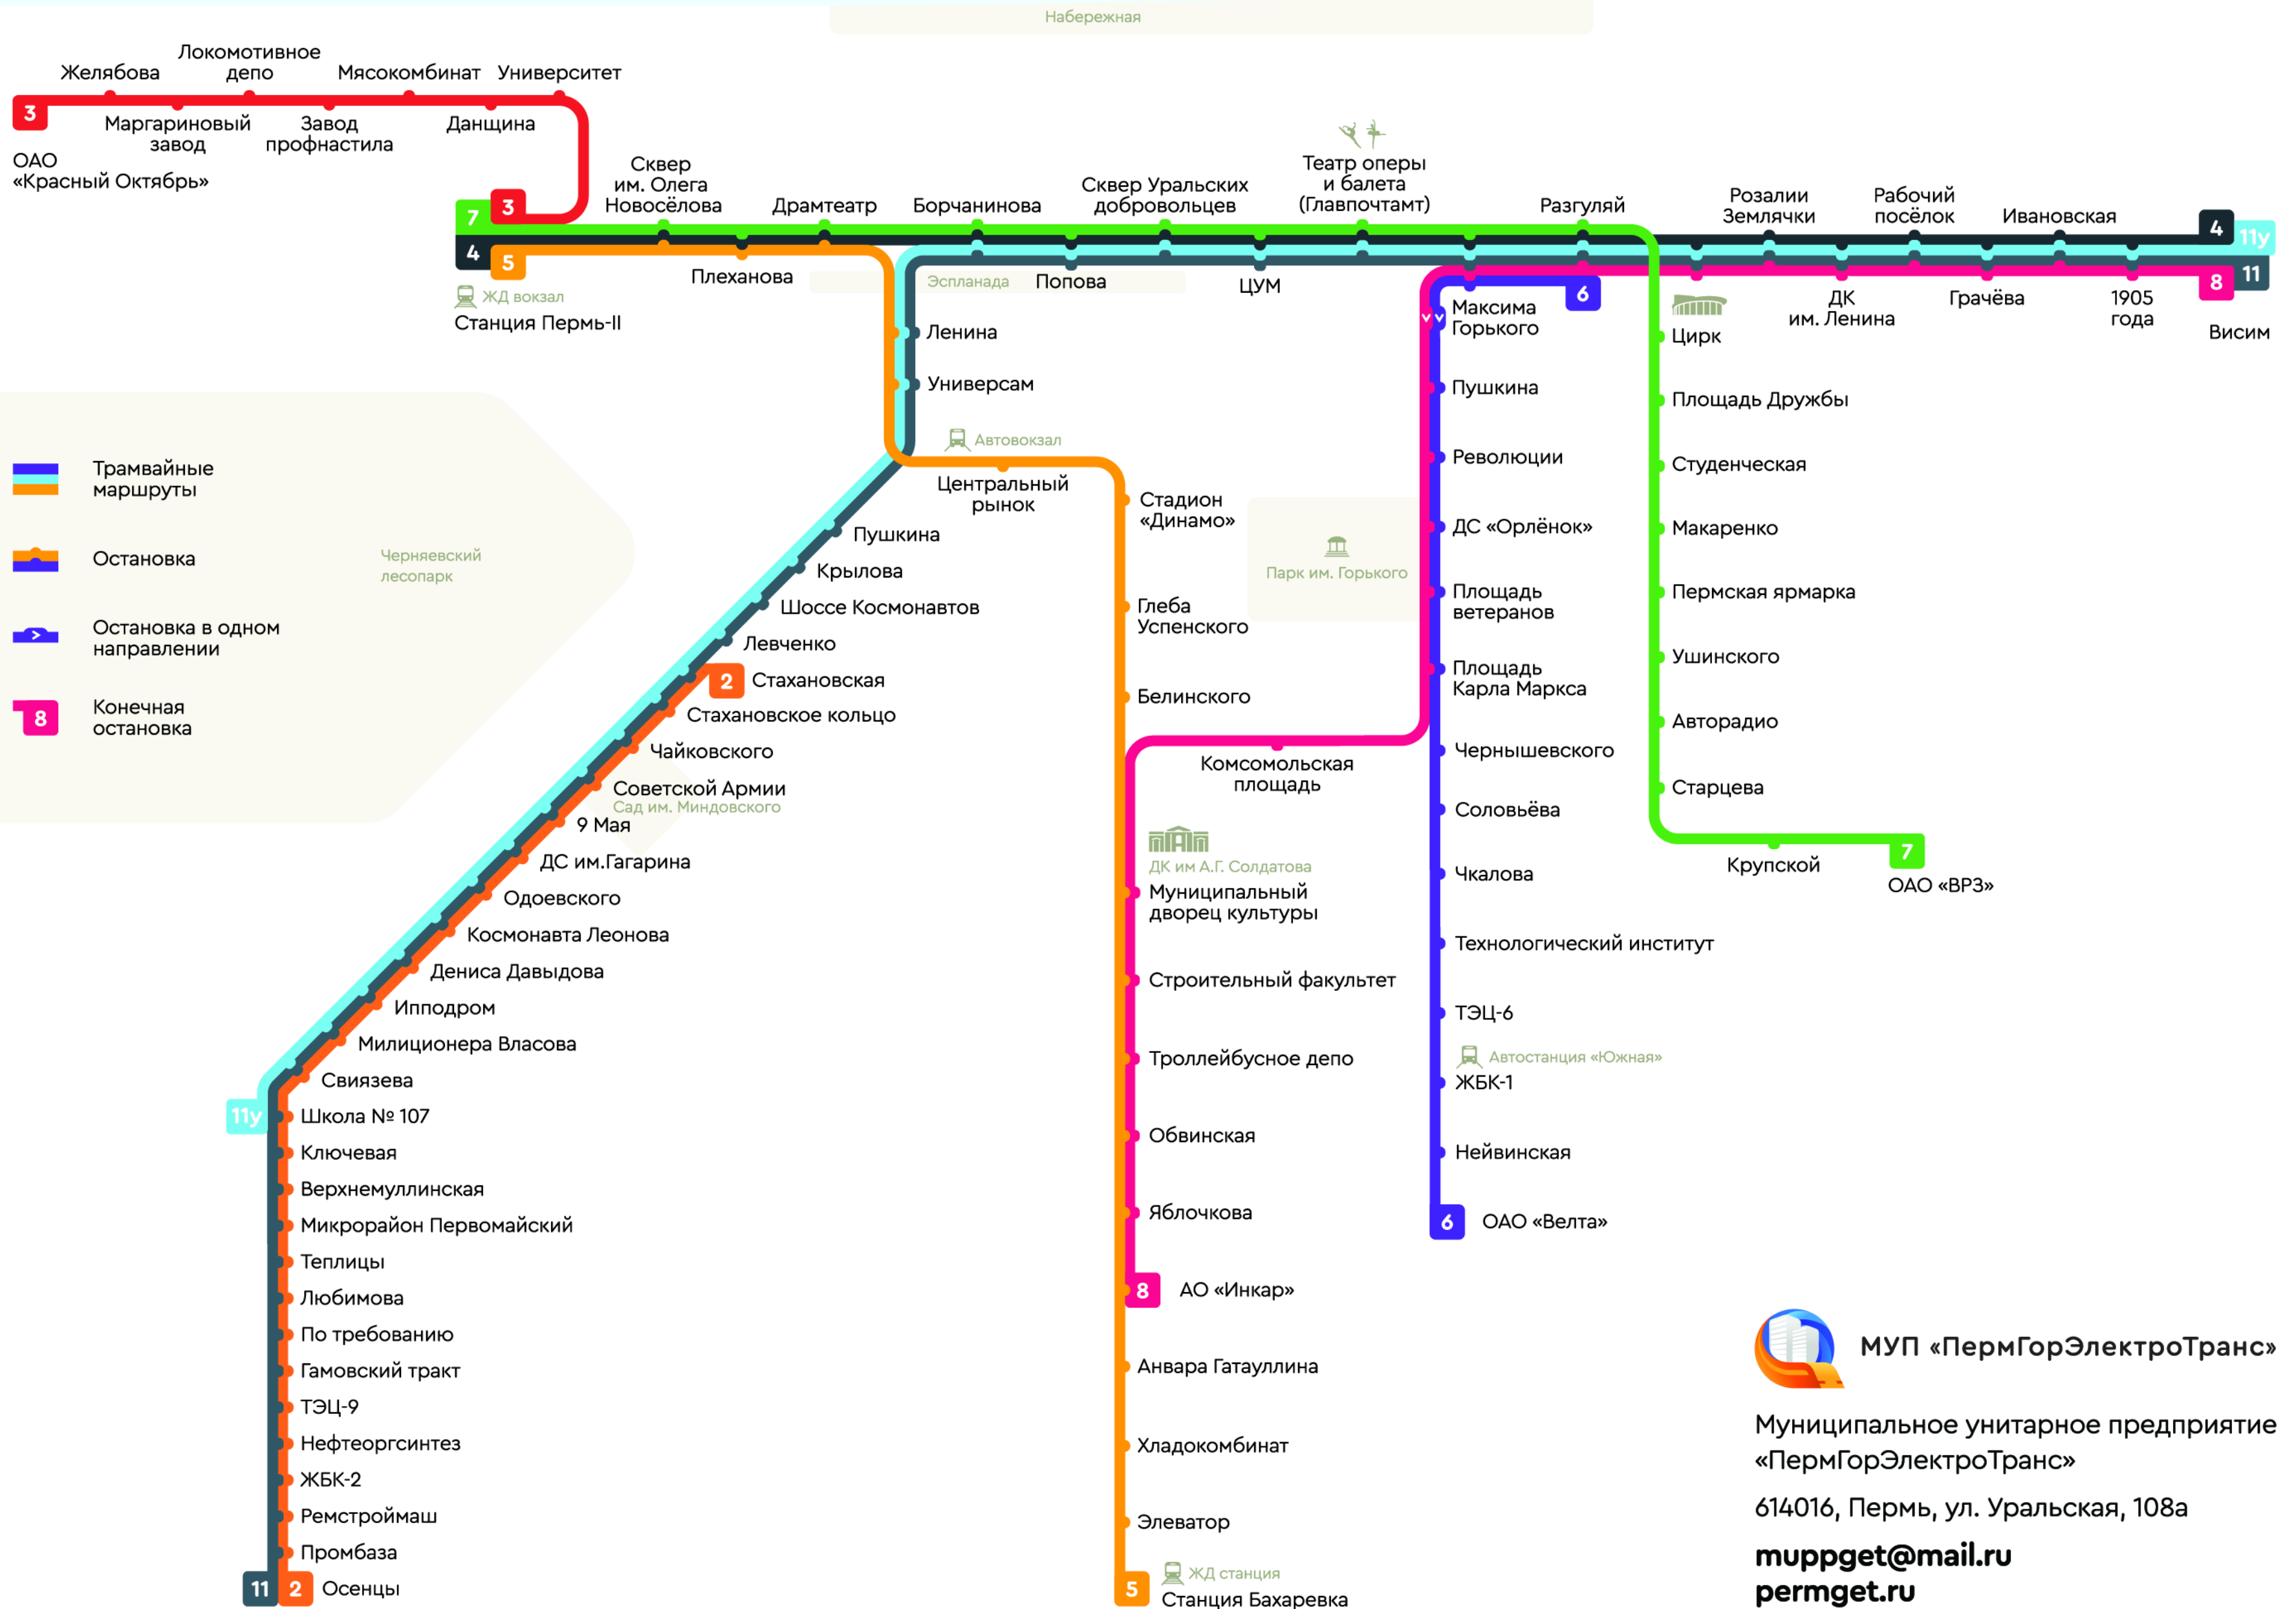 Набережная
Желябова
Локомотивное
депо
Мясокомбинат
Университет
3
Маргариновый
завод
Завод
профнастила
Данщина
ОАО
«Красный Октябрь»
7
3
4
5
ЖД вокзал
Станция Пермь-II
Сквер
им. Олега
Новосёлова
Плеханова
Драмтеатр
Борчанинова
Эспланада
Попова
Сквер Уральских
добровольцев
ЦУМ
Театр оперы
и балета
(Главпочтамт)
Разгуляй
6
Розалии
Землячки
ДК
им. Ленина
Рабочий
посёлок
Грачёва
Ивановская
1905
года
4
11у
11
8
Висим
Ленина
Универсам
Автовокзал
Центральный
рынок
Пушкина
Крылова
Шоссе Космонавтов
Левченко
2
Стахановская
Стахановское кольцо
Чайковского
Советской Армии
Сад им. Миндовского
9 Мая
ДС им.Гагарина
Одоевского
Космонавта Леонова
Дениса Давыдова
Ипподром
Милиционера Власова
Свиязева
11у
Школа № 107
Ключевая
Верхнемуллинская
Микрорайон Первомайский
Теплицы
Любимова
По требованию
Гамовский тракт
ТЭЦ-9
Нефтеоргсинтез
ЖБК-2
Ремстроймаш
Промбаза
11
2
Осенцы
Стадион
«Динамо»
Глеба
Успенского
Белинского
Комсомольская
площадь
ДК им А.Г. Солдатова
Муниципальный
дворец культуры
Строительный факультет
Троллейбусное депо
Обвинская
Яблочкова
8
АО «Инкар»
Анвара Гатауллина
Хладокомбинат
Элеватор
ЖД станция
5
Станция Бахаревка
Максима
Горького
Пушкина
Революции
ДС «Орлёнок»
Парк им. Горького
Площадь
ветеранов
Площадь
Карла Маркса
Чернышевского
Соловьёва
Чкалова
Технологический институт
ТЭЦ-6
Автостанция «Южная»
ЖБК-1
Нейвинская
6
ОАО «Велта»
Цирк
Площадь Дружбы
Студенческая
Макаренко
Пермская ярмарка
Ушинского
Авторадио
Старцева
Крупской
7
ОАО «ВРЗ»
Трамвайные
маршруты
Остановка
Остановка в одном
направлении
8
Конечная
остановка
Черняевский
лесопарк
МУП «ПермГорЭлектроТранс»
Муниципальное унитарное предприятие
«ПермГорЭлектроТранс»
614016, Пермь, ул. Уральская, 108а
muppget@mail.ru
permget.ru